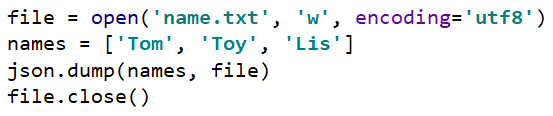 file = open('name.txt', 'w', encoding='utf8')
names = ['Tom', 'Toy', 'Lis']
json.dump(names, file)
file.close()